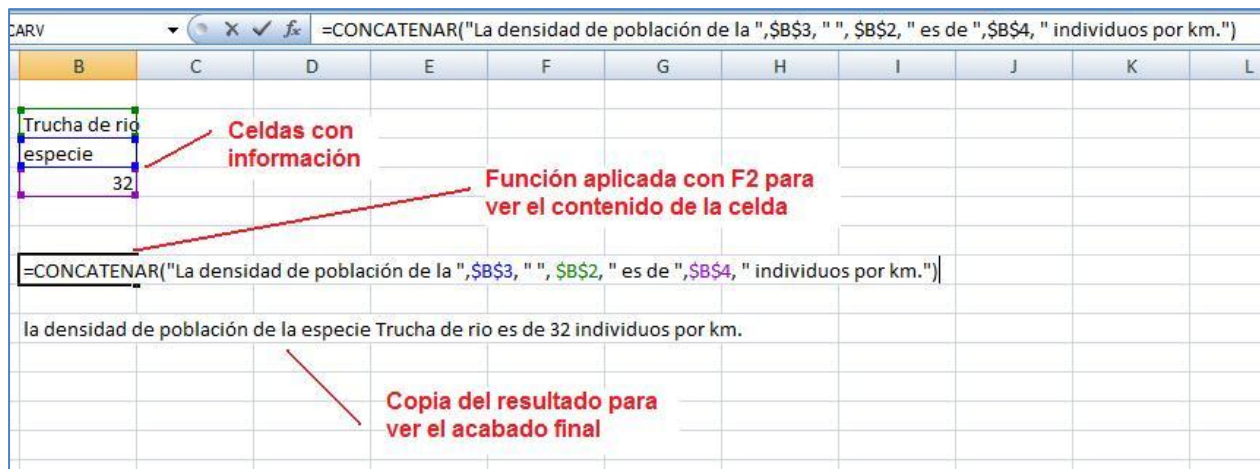 CARV fx =CONCATENAR("La densidad de población de la ",$B$3, " ", $B$2, " es de ",$B$4, " individuos por km.")
B C D E F G H I J K L
Trucha de rio
especie
32
Celdas con
información
Función aplicada con F2 para
ver el contenido de la celda
=CONCATENAR("La densidad de población de la ",$B$3, " ", $B$2, " es de ",$B$4, " individuos por km.")
la densidad de población de la especie Trucha de rio es de 32 individuos por km.
Copia del resultado para
ver el acabado final